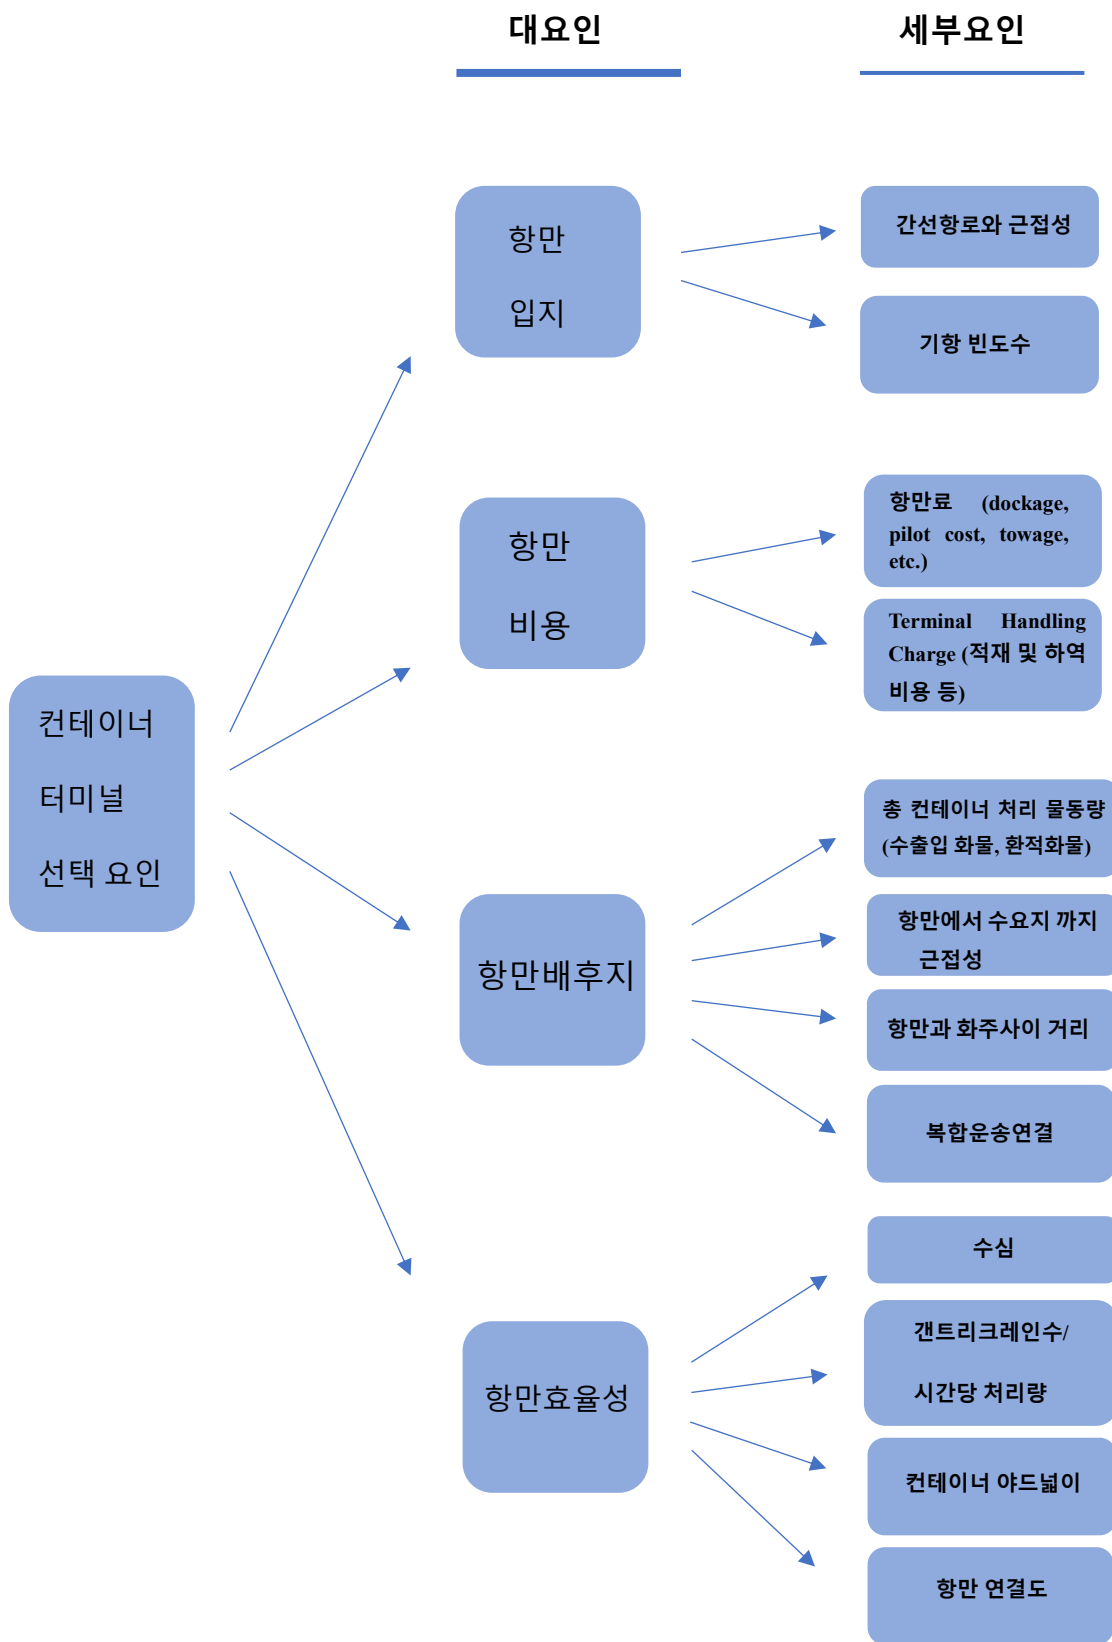 대요인
세부요인
항만
입지
간선항로와 근접성
기항 빈도수
항만
비용
항만료 (dockage,
pilot cost, towage,
etc.)
Terminal Handling
Charge (적재 및 하역
비용 등)
컨테이너
터미널
선택 요인
항만배후지
총 컨테이너 처리 물동량
(수출입 화물, 환적화물)
항만에서 수요지 까지
근접성
항만과 화주사이 거리
복합운송연결
항만효율성
수심
갠트리크레인수/
시간당 처리량
컨테이너 야드넓이
항만 연결도